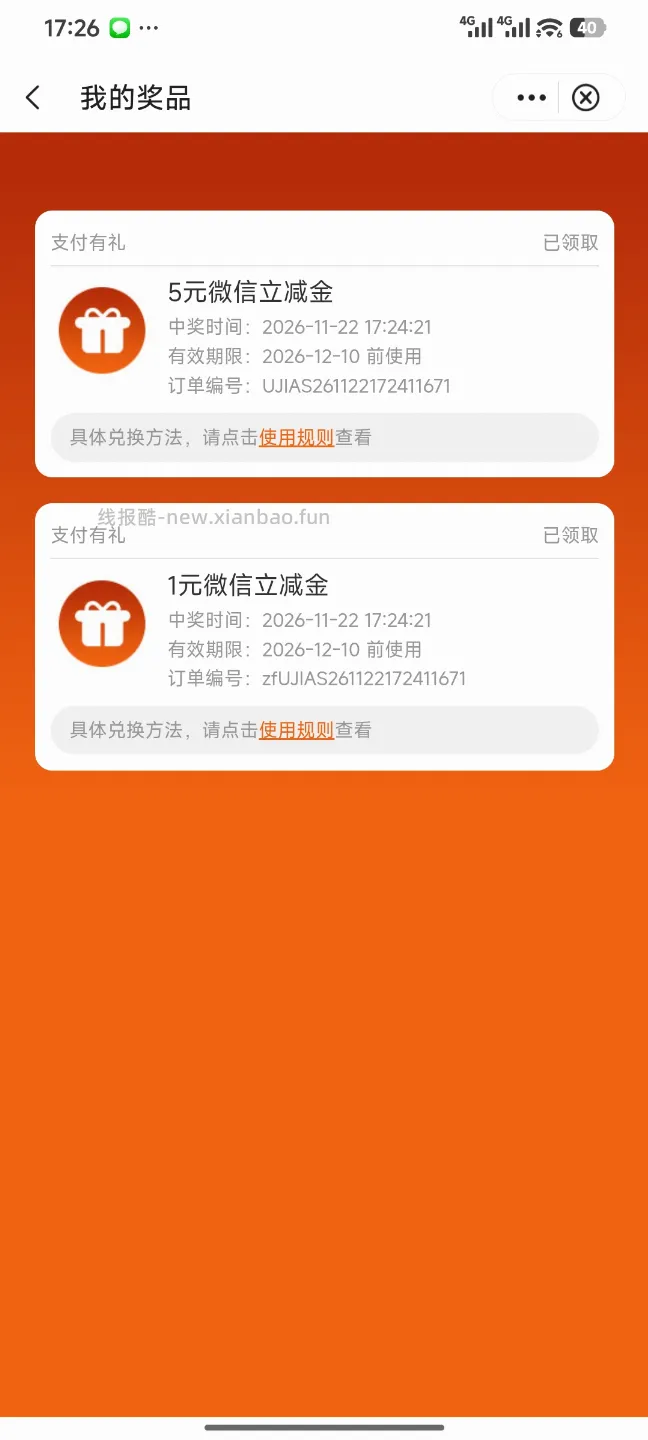 17:26
4G 4G 6 40
我的奖品
支付有礼 已领取
5元微信立减金
中奖时间：2026-11-22 17:24:21
有效期限：2026-12-10 前使用
订单编号：UJIAS261122172411671
具体兑换方法，请点击使用规则查看
线报酷-new.xianbao.fun
支付有礼 已领取
1元微信立减金
中奖时间：2026-11-22 17:24:21
有效期限：2026-12-10 前使用
订单编号：zfUJIAS261122172411671
具体兑换方法，请点击使用规则查看